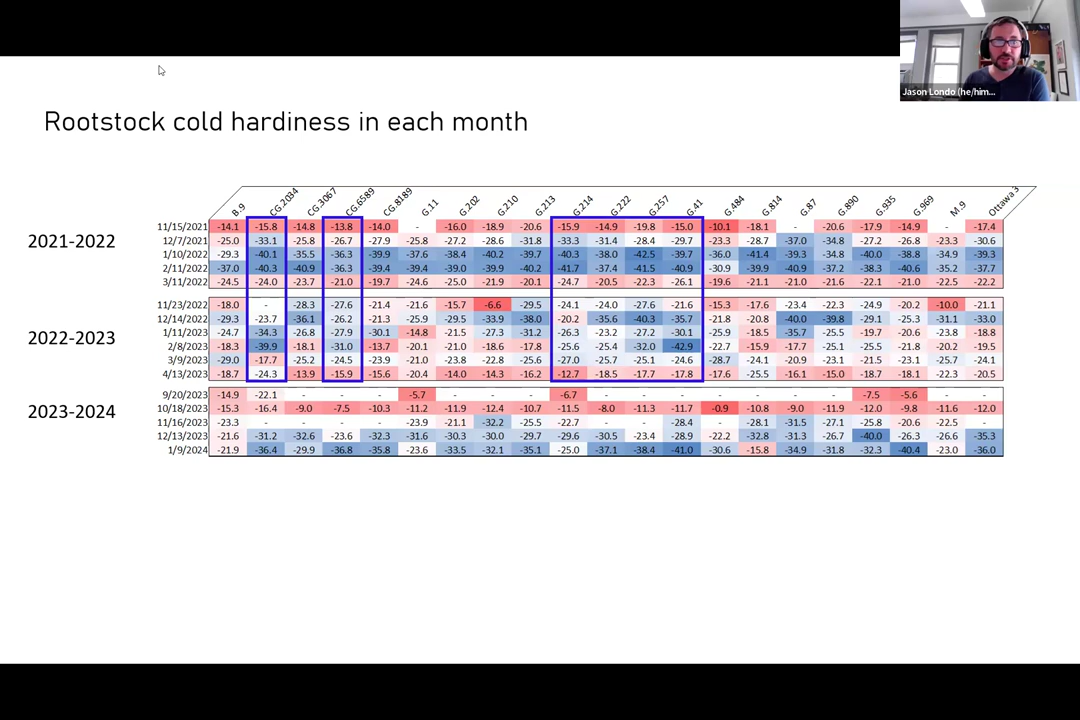 Jason Londo (he/him...
Rootstock cold hardiness in each month
B.9 CG.2034 CG.3067 CG.6589 CG.8189 G.11 G.202 G.210 G.213 G.214 G.222 G.257 G.41 G.484 G.814 G.87 G.890 G.935 G.969 M.9 Ottawa 3
2021-2022
11/15/2021 -14.1 -15.8 -14.8 -13.8 -14.0 - -16.0 -18.9 -20.6 -15.9 -14.9 -19.8 -15.0 -10.1 -18.1 - -20.6 -17.9 -14.9 - -17.4
12/7/2021 -25.0 -33.1 -25.8 -26.7 -27.9 -25.8 -27.2 -28.6 -31.8 -33.3 -31.4 -28.4 -29.7 -23.3 -28.7 -37.0 -34.8 -27.2 -26.8 -23.3 -30.6
1/10/2022 -29.3 -40.1 -35.5 -36.3 -39.9 -37.6 -38.4 -40.2 -39.7 -40.3 -38.0 -42.5 -39.7 -36.0 -41.4 -39.3 -34.8 -40.0 -38.8 -34.9 -39.3
2/11/2022 -37.0 -40.3 -40.9 -36.3 -39.4 -39.4 -39.0 -39.9 -40.2 -41.7 -37.4 -41.5 -40.9 -30.9 -39.9 -40.9 -37.2 -38.3 -40.6 -35.2 -37.7
3/11/2022 -24.5 -24.0 -23.7 -21.0 -19.7 -24.6 -25.0 -21.9 -20.1 -24.7 -20.5 -22.3 -26.1 -19.6 -21.1 -21.0 -21.6 -22.1 -21.0 -22.5 -22.2
2022-2023
11/23/2022 -18.0 - -28.3 -27.6 -21.4 -21.6 -15.7 -6.6 -29.5 -24.1 -24.0 -27.6 -21.6 -15.3 -17.6 -23.4 -22.3 -24.9 -20.2 -10.0 -21.1
12/14/2022 -29.3 -23.7 -36.1 -26.2 -21.3 -25.9 -29.5 -33.9 -38.0 -20.2 -35.6 -40.3 -35.7 -21.8 -20.8 -40.0 -39.8 -29.1 -25.3 -31.1 -33.0
1/11/2023 -24.7 -34.3 -26.8 -27.9 -30.1 -14.8 -21.5 -27.3 -31.2 -26.3 -23.2 -27.2 -30.1 -25.9 -18.5 -35.7 -25.5 -19.7 -20.6 -23.8 -18.8
2/8/2023 -18.3 -39.9 -18.1 -31.0 -13.7 -20.1 -21.0 -18.6 -17.8 -25.6 -25.4 -32.0 -42.9 -22.7 -15.9 -17.7 -25.1 -25.5 -21.8 -20.2 -19.5
3/9/2023 -29.0 -17.7 -25.2 -24.5 -23.9 -21.0 -23.8 -22.8 -25.6 -27.0 -25.7 -25.1 -24.6 -28.7 -24.1 -20.9 -23.1 -21.5 -23.1 -25.7 -24.1
4/13/2023 -18.7 -24.3 -13.9 -15.9 -15.6 -20.4 -14.0 -14.3 -16.2 -12.7 -18.5 -17.7 -17.8 -17.6 -25.5 -16.1 -15.0 -18.7 -18.1 -22.3 -20.5
2023-2024
9/20/2023 -14.9 -22.1 - - - -5.7 - - - -6.7 - - - - - - - -7.5 -5.6 - -
10/18/2023 -15.3 -16.4 -9.0 -7.5 -10.3 -11.2 -11.9 -12.4 -10.7 -11.5 -8.0 -11.3 -11.7 -0.9 -10.8 -9.0 -11.9 -12.0 -9.8 -11.6 -12.0
11/16/2023 -23.3 - - - - -23.9 -21.1 -32.2 -25.5 -22.7 - - -28.4 - -28.1 -31.5 -27.1 -25.8 -20.6 -22.5 -
12/13/2023 -21.6 -31.2 -32.6 -23.6 -32.3 -31.6 -30.3 -30.0 -29.7 -29.6 -30.5 -23.4 -28.9 -22.2 -32.8 -31.3 -26.7 -40.0 -26.3 -26.6 -35.3
1/9/2024 -21.9 -36.4 -29.9 -36.8 -35.8 -23.6 -33.5 -32.1 -35.1 -25.0 -37.1 -38.4 -41.0 -30.6 -15.8 -34.9 -31.8 -32.3 -40.4 -23.0 -36.0